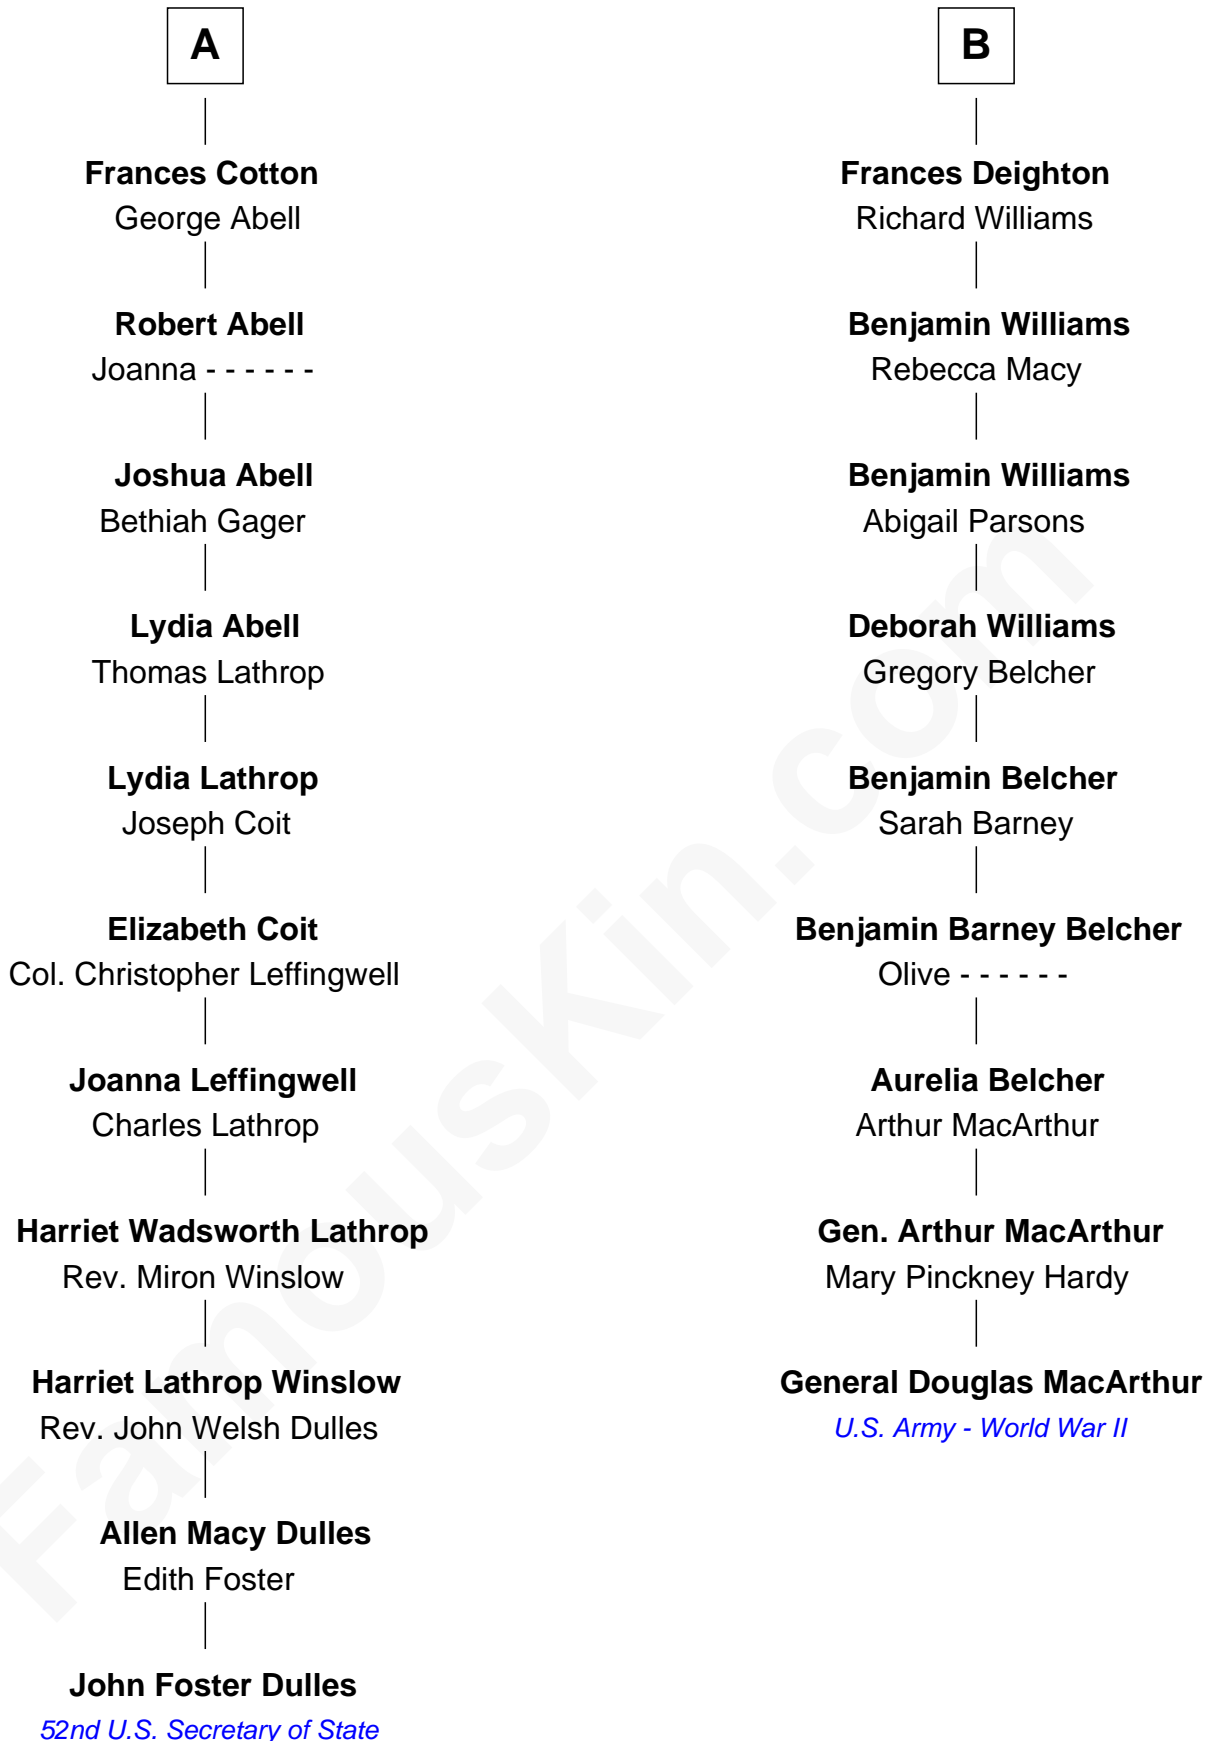 A
Frances Cotton
George Abell
Robert Abell
Joanna - - - - - -
Joshua Abell
Bethiah Gager
Lydia Abell
Thomas Lathrop
Lydia Lathrop
Joseph Coit
Elizabeth Coit
Col. Christopher Leffingwell
Joanna Leffingwell
Charles Lathrop
Harriet Wadsworth Lathrop
Rev. Miron Winslow
Harriet Lathrop Winslow
Rev. John Welsh Dulles
Allen Macy Dulles
Edith Foster
John Foster Dulles
52nd U.S. Secretary of State
B
Frances Deighton
Richard Williams
Benjamin Williams
Rebecca Macy
Benjamin Williams
Abigail Parsons
Deborah Williams
Gregory Belcher
Benjamin Belcher
Sarah Barney
Benjamin Barney Belcher
Olive - - - - - -
Aurelia Belcher
Arthur MacArthur
Gen. Arthur MacArthur
Mary Pinckney Hardy
General Douglas MacArthur
U.S. Army - World War II
FamousKin.com